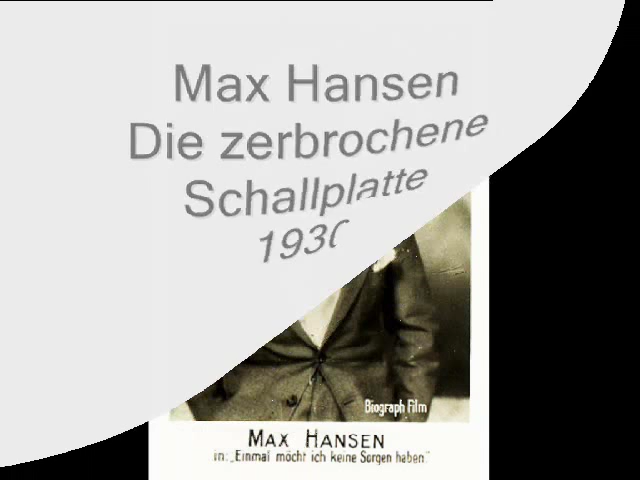 Max Hansen
Die zerbrochene
Schallplatte
1930
Biograph Film
MAX HANSEN
in: „Einmal möcht ich keine Sorgen haben."